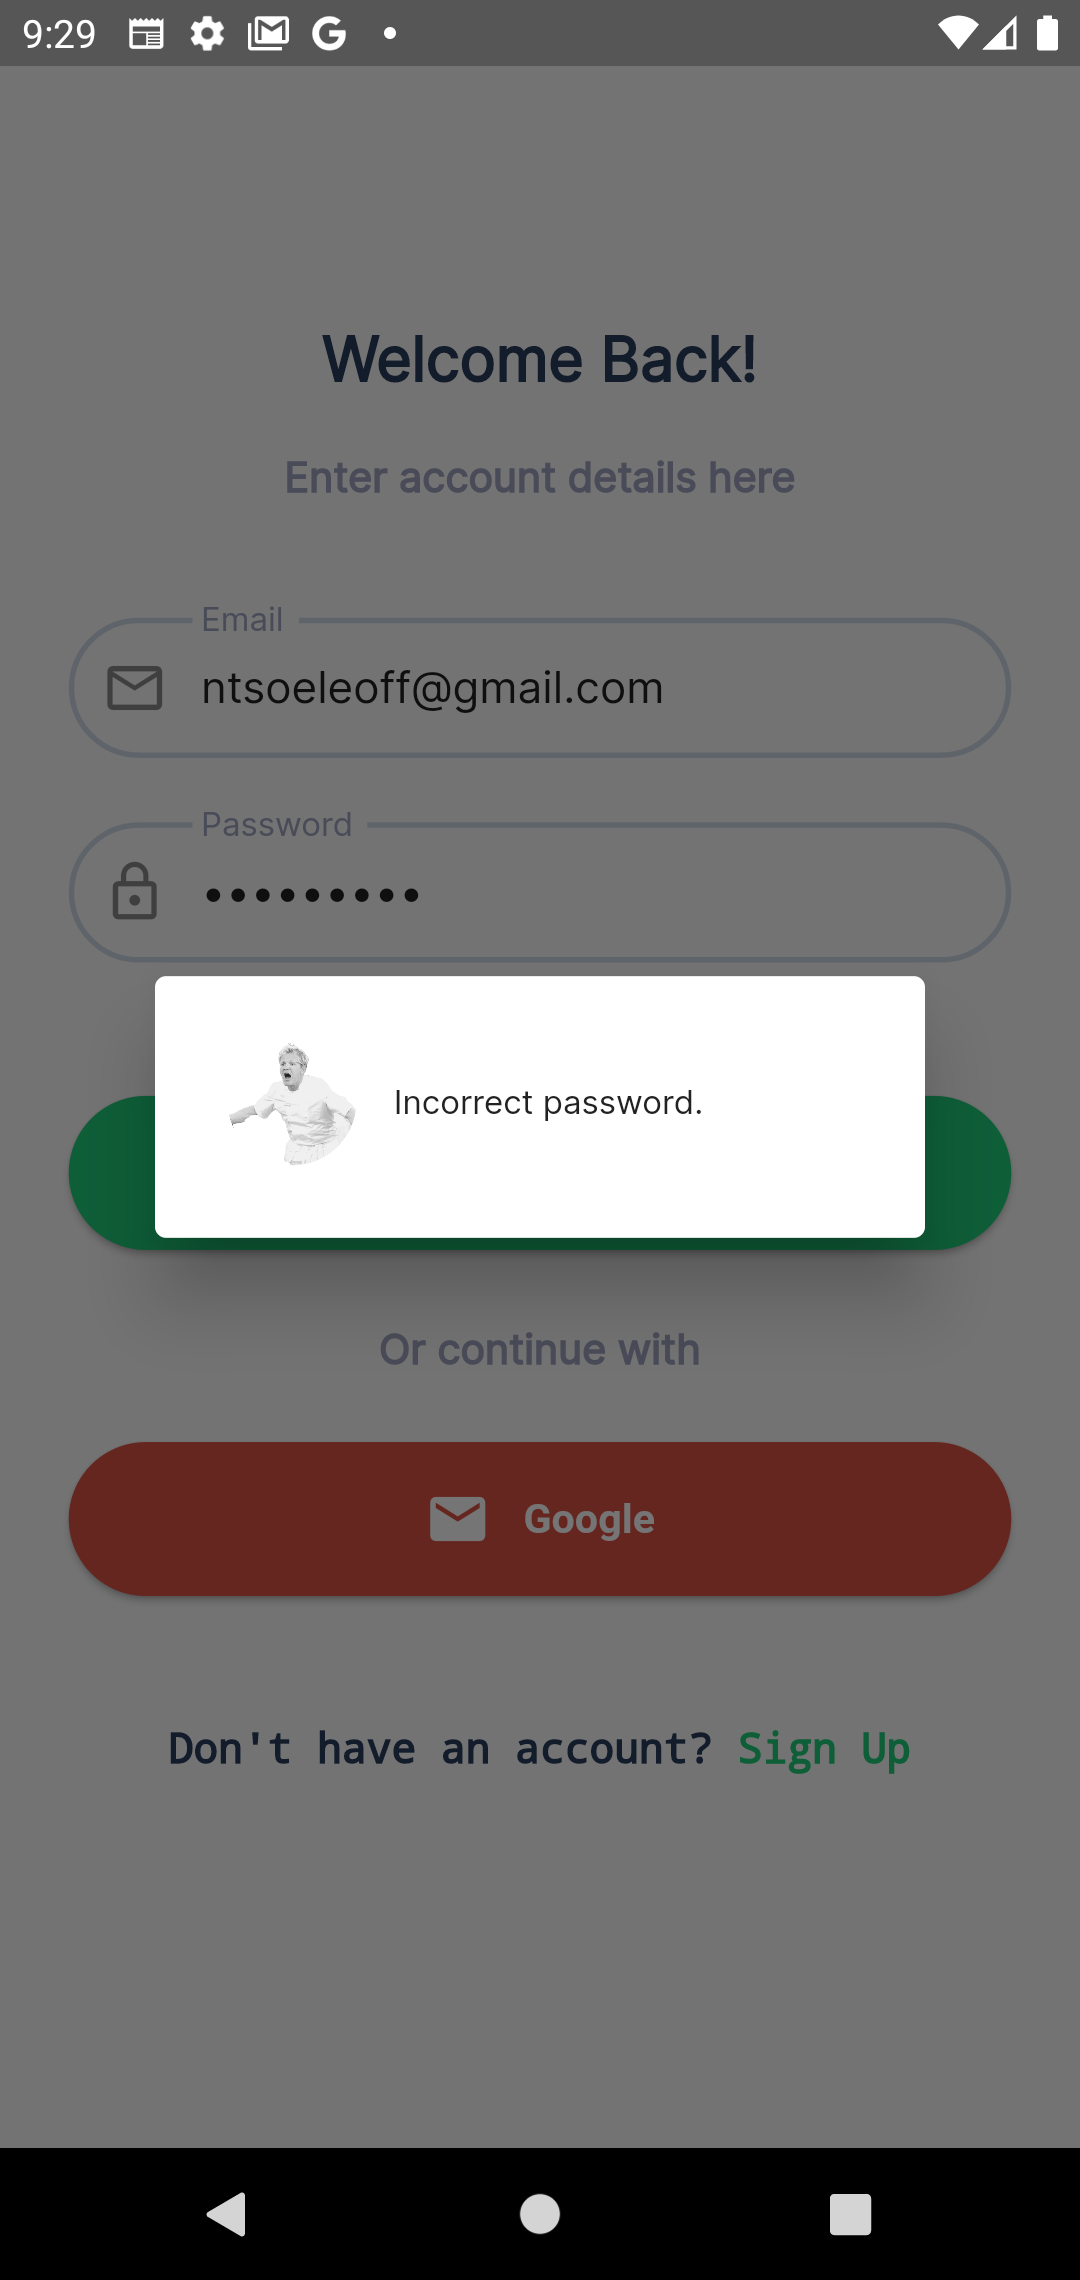 9:29
Welcome Back!
Enter account details here
Email
ntsoeleoff@gmail.com
Password
•••••••••
Incorrect password.
Or continue with
Google
Don't have an account? Sign Up